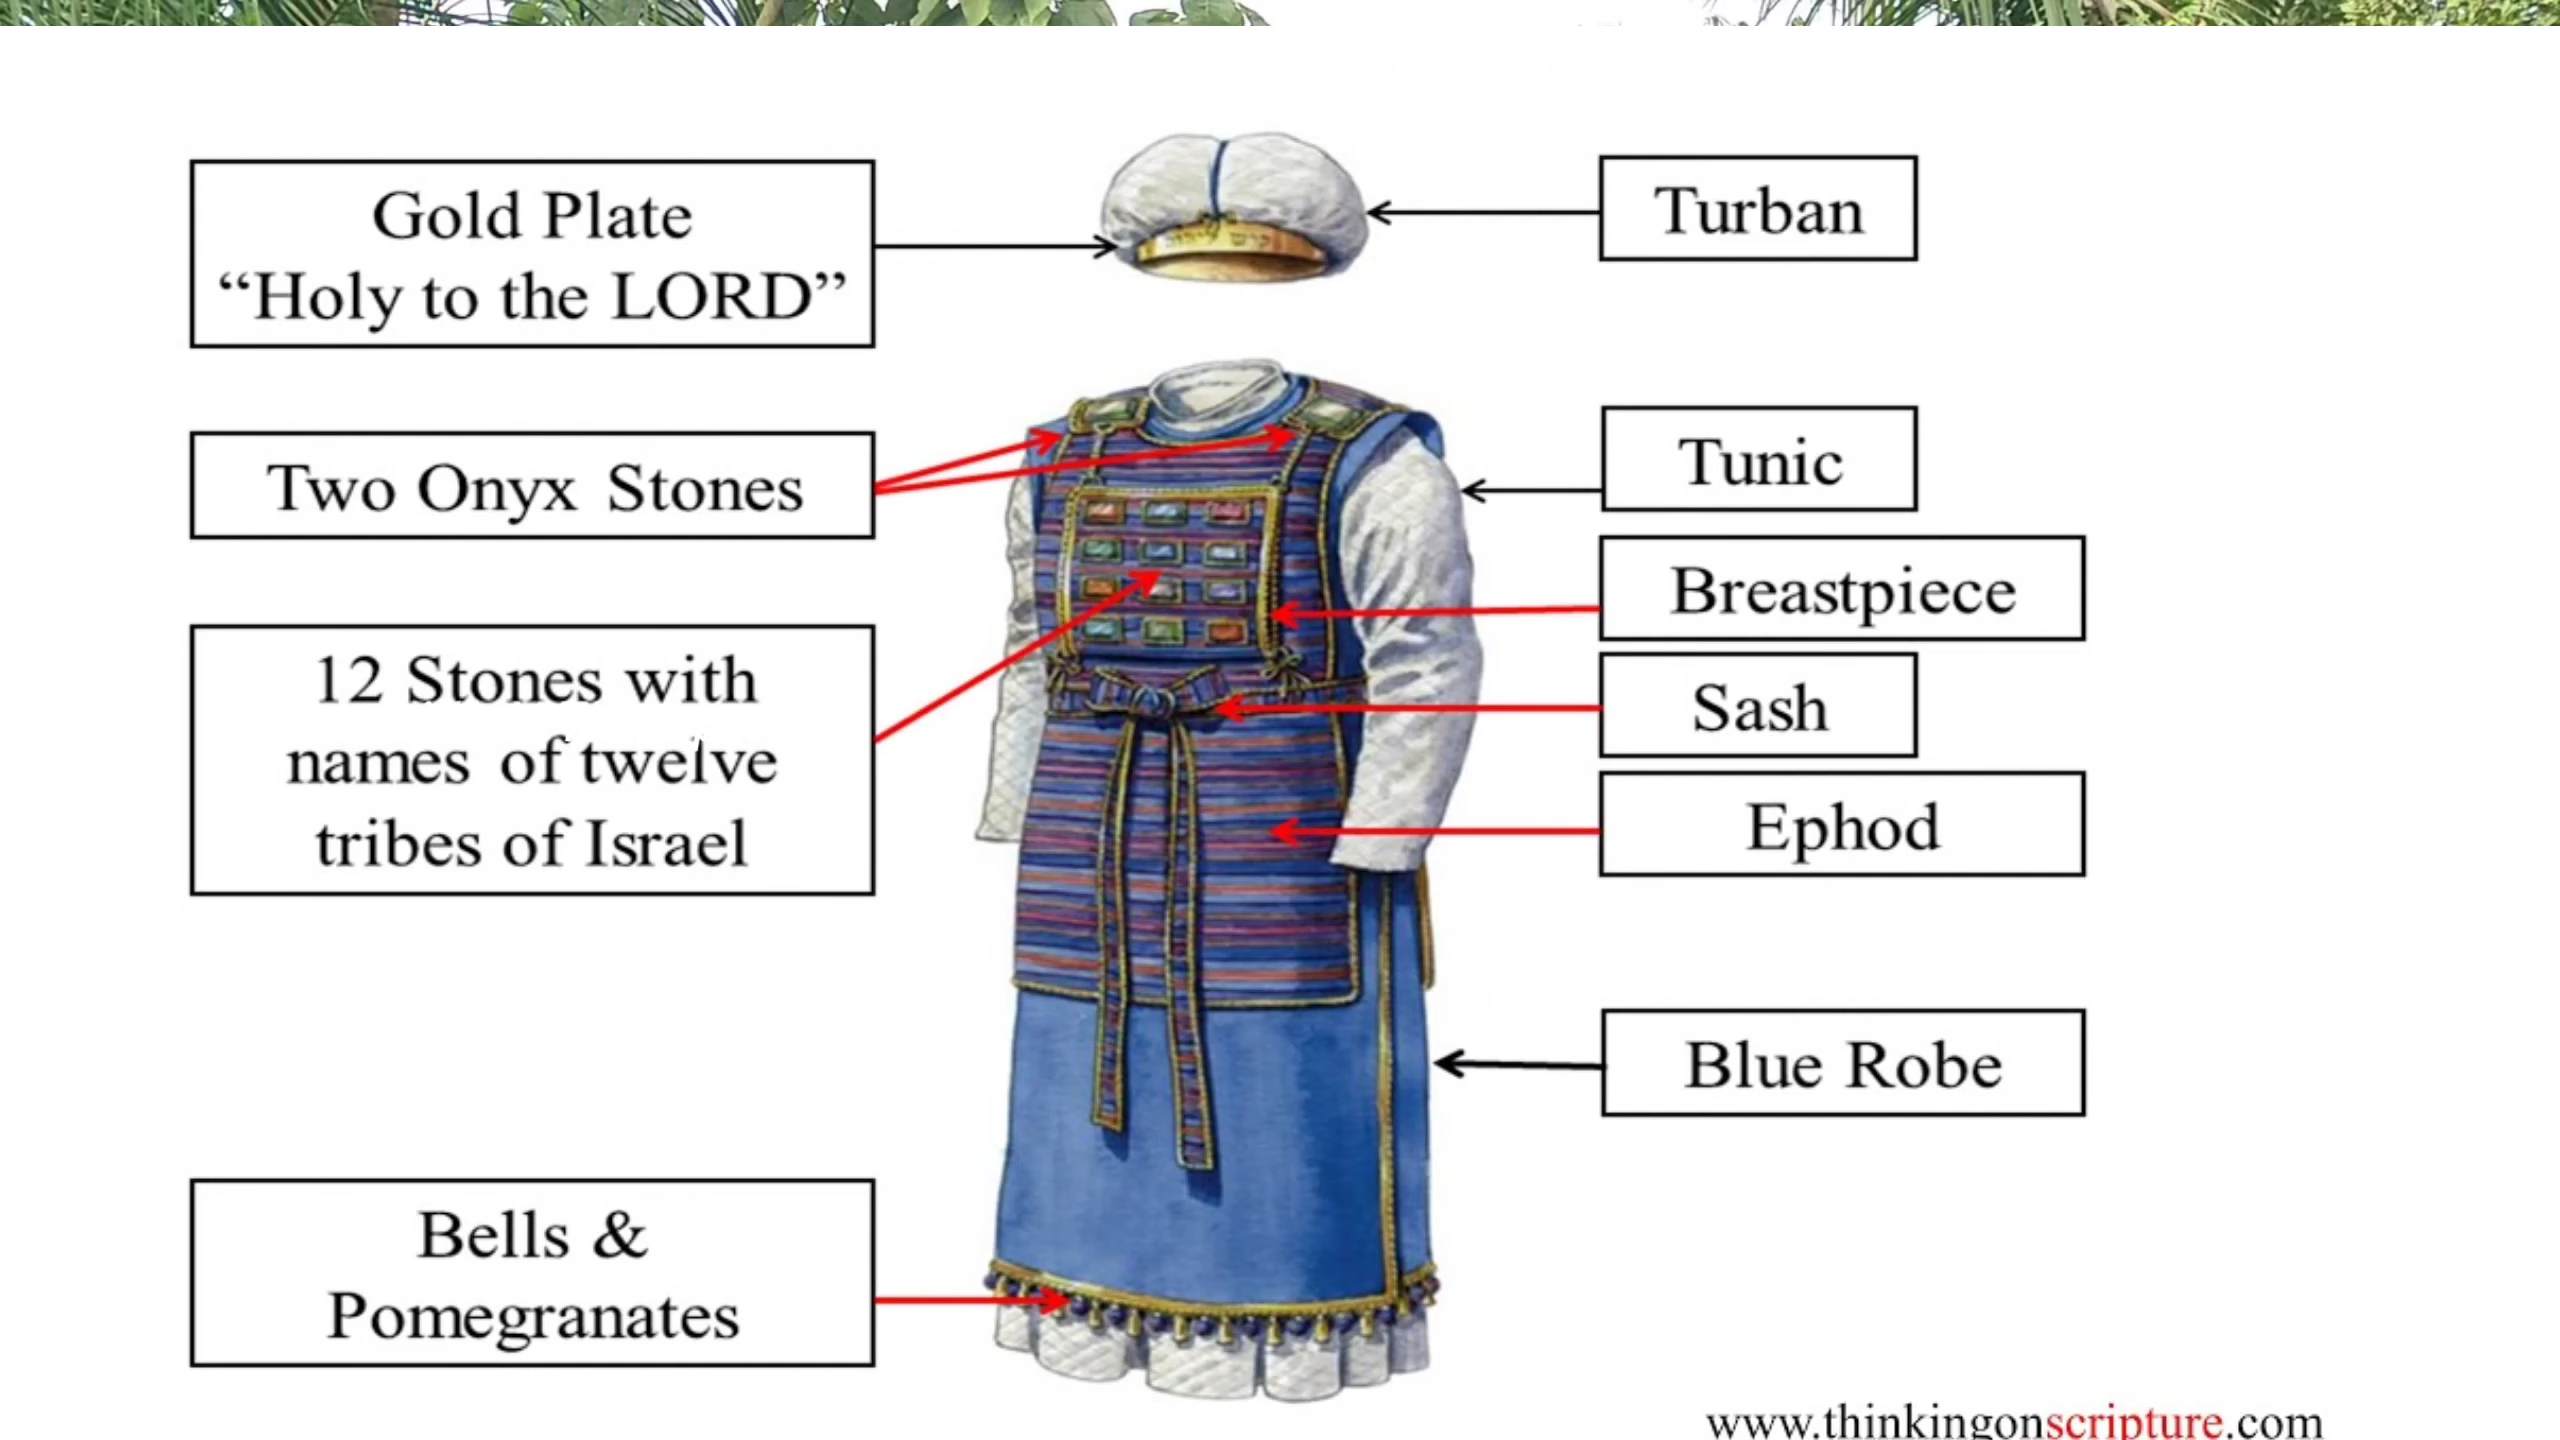 Gold Plate
“Holy to the LORD”
Turban
Two Onyx Stones
Tunic
Breastpiece
12 Stones with
names of twelve
tribes of Israel
Sash
Ephod
Blue Robe
Bells &
Pomegranates
www.thinkingonscripture.com